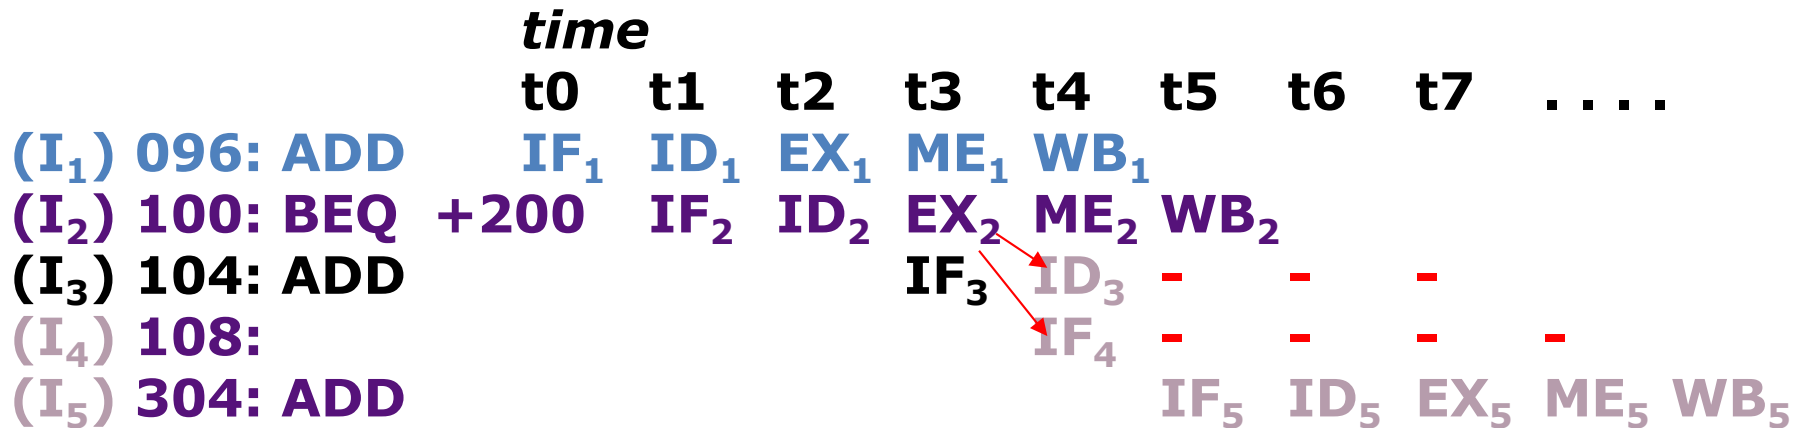 time
t0 t1 t2 t3 t4 t5 t6 t7 . . . .
(I₁) 096: ADD IF₁ ID₁ EX₁ ME₁ WB₁
(I₂) 100: BEQ +200 IF₂ ID₂ EX₂ ME₂ WB₂
(I₃) 104: ADD IF₃ ID₃ - - -
(I₄) 108: IF₄ - - - -
(I₅) 304: ADD IF₅ ID₅ EX₅ ME₅ WB₅